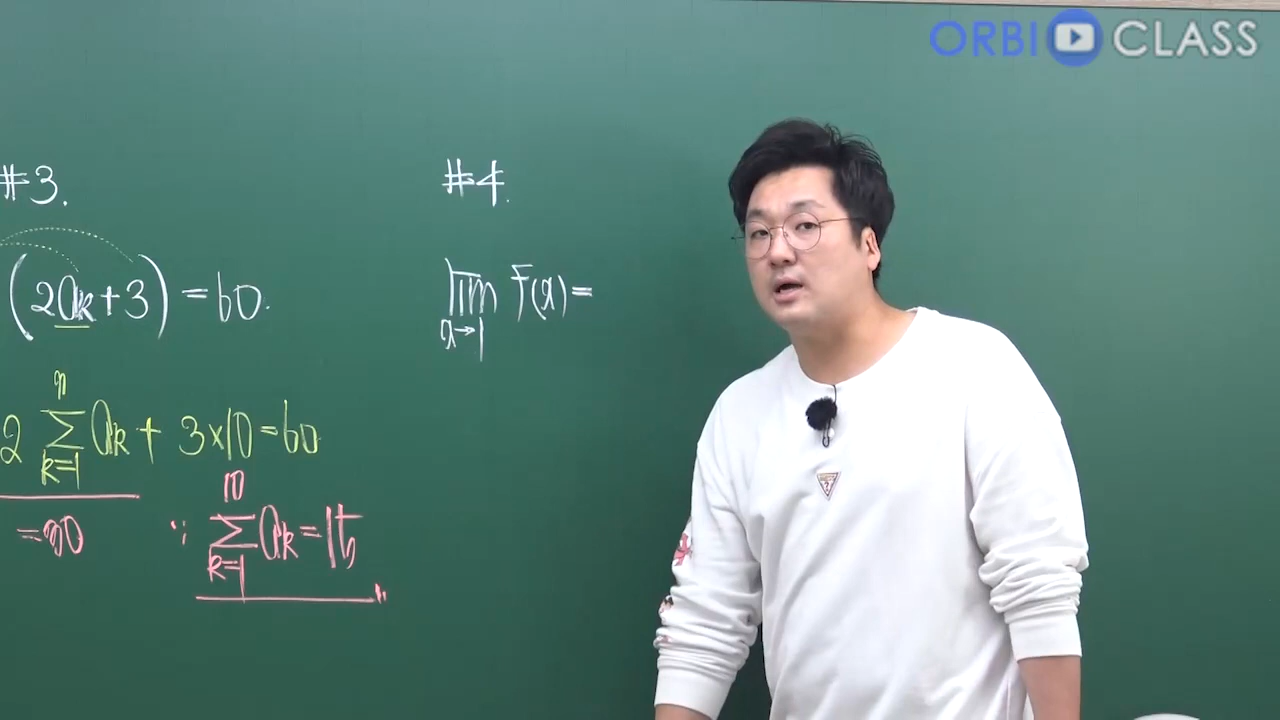 ORBI CLASS
#3.
(2ak+3)=60.
2 n∑k=1 ak + 3×10=60
=30
∵ 10∑k=1 ak=15
#4.
lim x→1 f(x)=